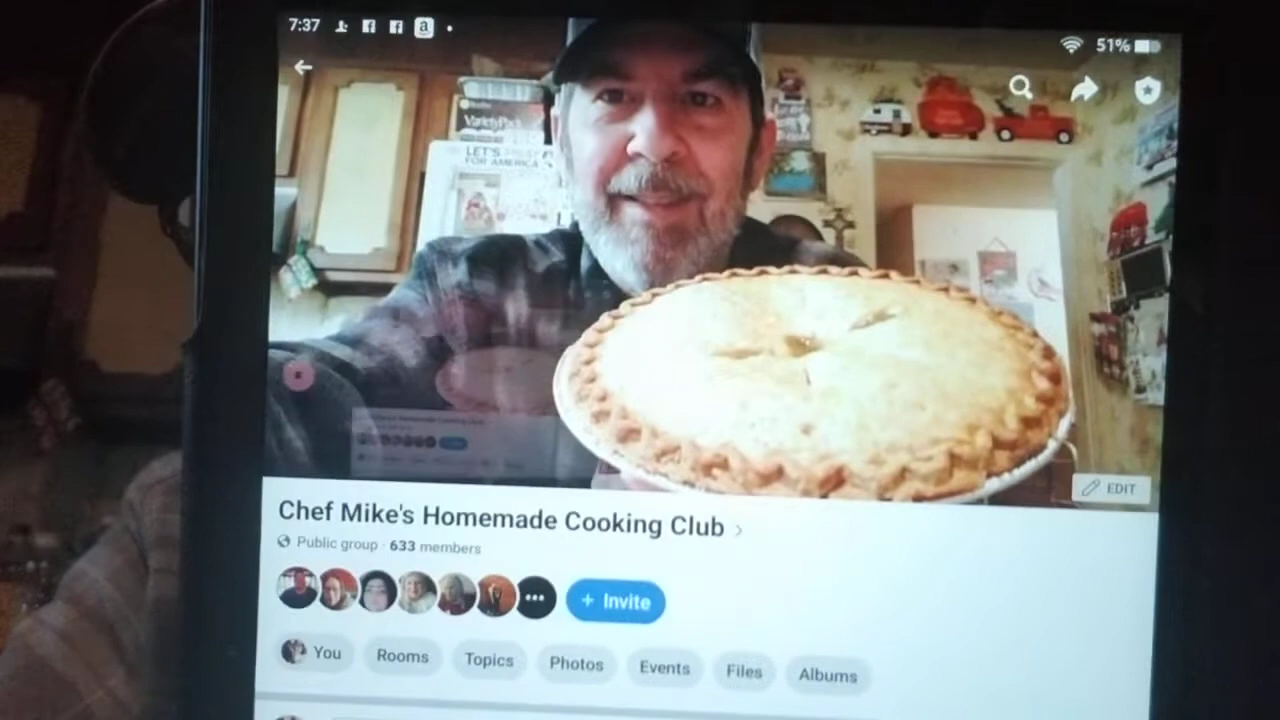 7:37
51%
VarietyPack
LET'S
FOR AMERICA
EDIT
Chef Mike's Homemade Cooking Club
Public group · 633 members
+ Invite
You Rooms Topics Photos Events Files Albums